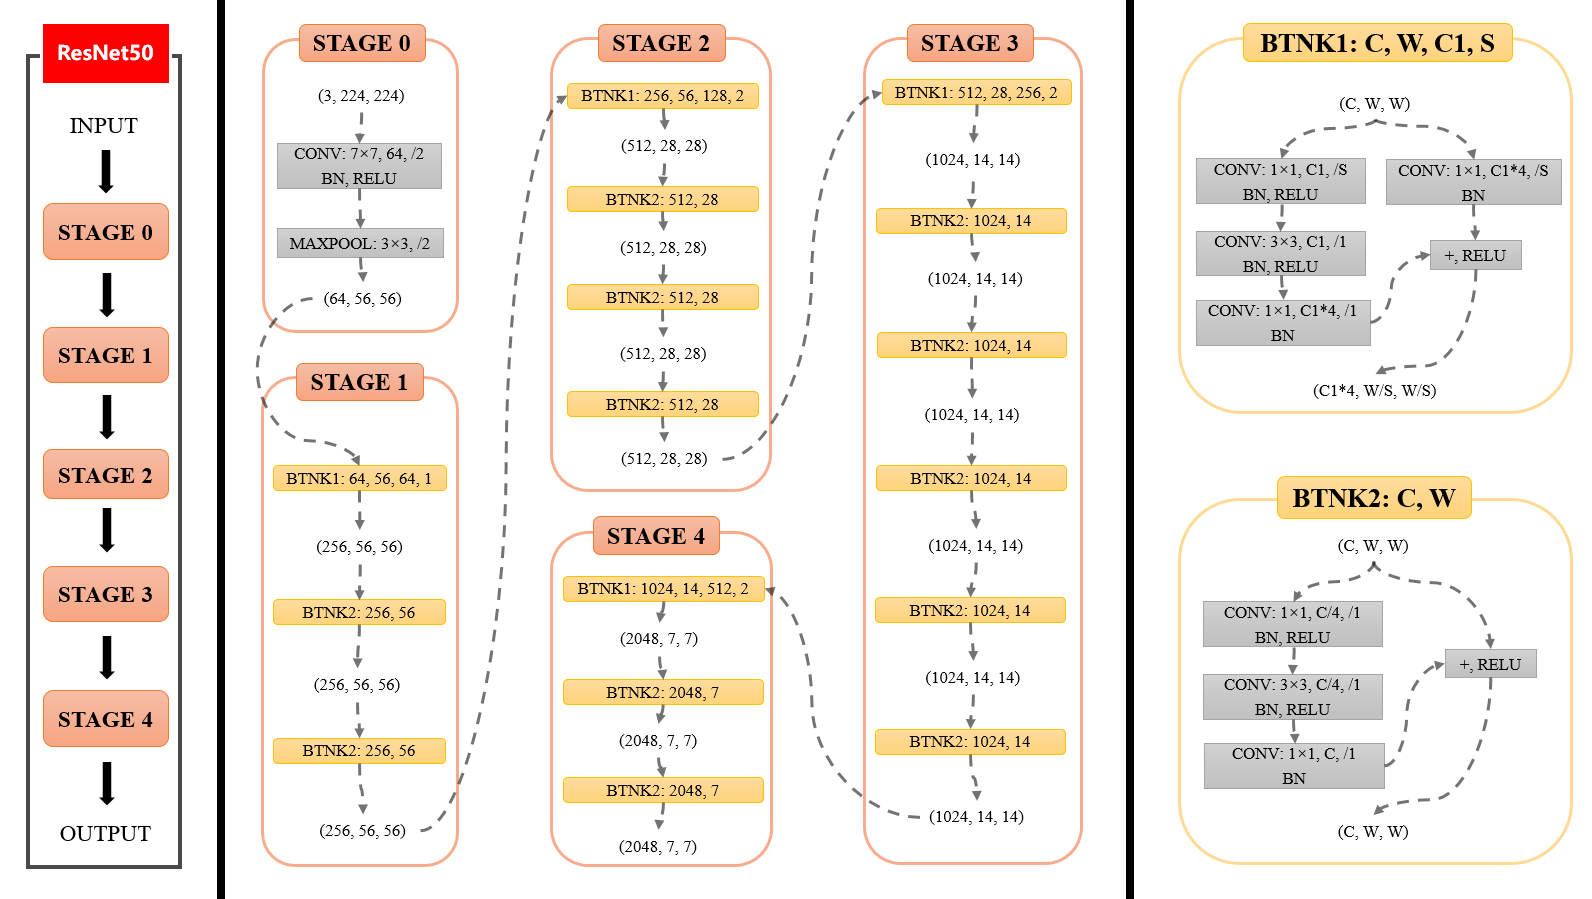 ResNet50
INPUT
STAGE 0
STAGE 1
STAGE 2
STAGE 3
STAGE 4
OUTPUT
STAGE 0
(3, 224, 224)
CONV: 7×7, 64, /2
BN, RELU
MAXPOOL: 3×3, /2
(64, 56, 56)
STAGE 1
BTNK1: 64, 56, 64, 1
(256, 56, 56)
BTNK2: 256, 56
(256, 56, 56)
BTNK2: 256, 56
(256, 56, 56)
STAGE 2
BTNK1: 256, 56, 128, 2
(512, 28, 28)
BTNK2: 512, 28
(512, 28, 28)
BTNK2: 512, 28
(512, 28, 28)
BTNK2: 512, 28
(512, 28, 28)
STAGE 3
BTNK1: 512, 28, 256, 2
(1024, 14, 14)
BTNK2: 1024, 14
(1024, 14, 14)
BTNK2: 1024, 14
(1024, 14, 14)
BTNK2: 1024, 14
(1024, 14, 14)
BTNK2: 1024, 14
(1024, 14, 14)
BTNK2: 1024, 14
(1024, 14, 14)
STAGE 4
BTNK1: 1024, 14, 512, 2
(2048, 7, 7)
BTNK2: 2048, 7
(2048, 7, 7)
BTNK2: 2048, 7
(2048, 7, 7)
BTNK1: C, W, C1, S
(C, W, W)
CONV: 1×1, C1, /S
BN, RELU
CONV: 3×3, C1, /1
BN, RELU
CONV: 1×1, C1*4, /1
BN
CONV: 1×1, C1*4, /S
BN
+, RELU
(C1*4, W/S, W/S)
BTNK2: C, W
(C, W, W)
CONV: 1×1, C/4, /1
BN, RELU
CONV: 3×3, C/4, /1
BN, RELU
CONV: 1×1, C, /1
BN
+, RELU
(C, W, W)